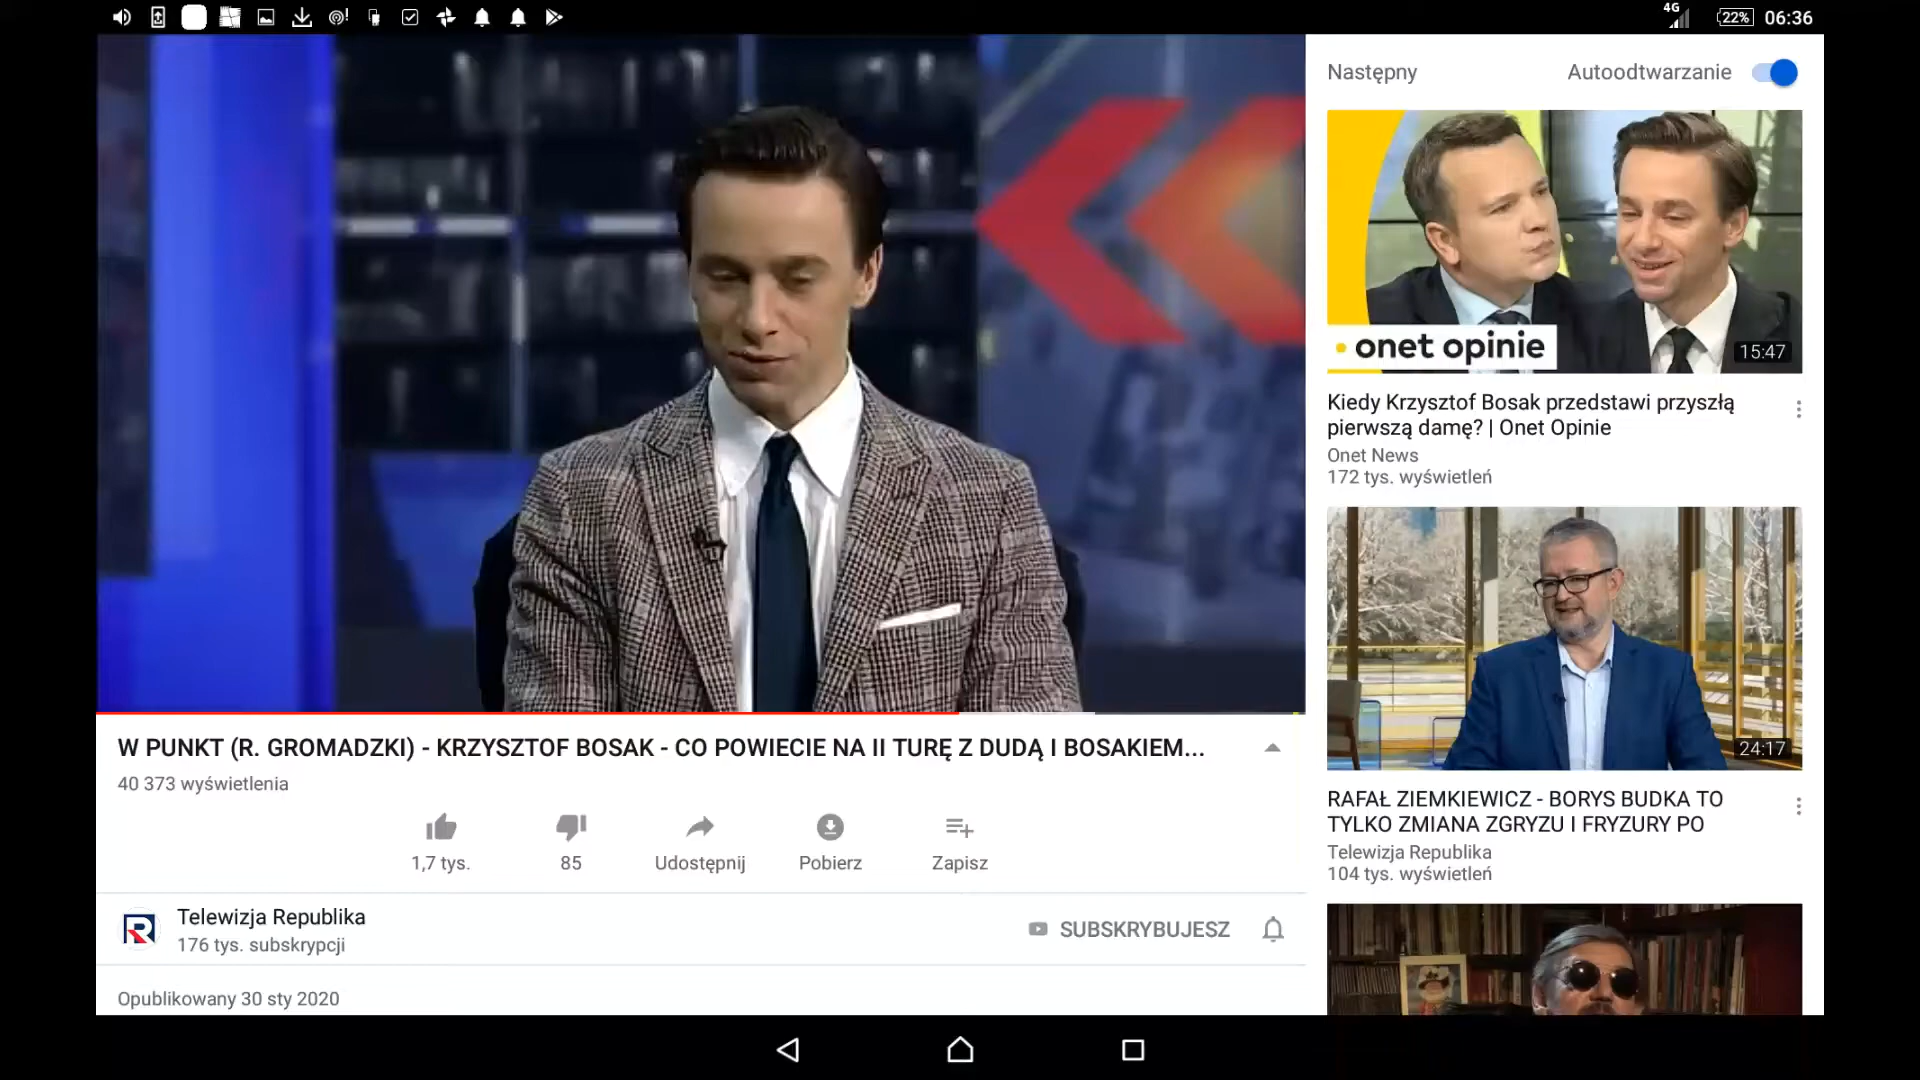 4G
22%
06:36
Następny
Autoodtwarzanie
onet opinie
15:47
Kiedy Krzysztof Bosak przedstawi przyszłą
pierwszą damę? | Onet Opinie
Onet News
172 tys. wyświetleń
24:17
RAFAŁ ZIEMKIEWICZ - BORYS BUDKA TO
TYLKO ZMIANA ZGRYZU I FRYZURY PO
Telewizja Republika
104 tys. wyświetleń
W PUNKT (R. GROMADZKI) - KRZYSZTOF BOSAK - CO POWIECIE NA II TURĘ Z DUDĄ I BOSAKIEM...
40 373 wyświetlenia
1,7 tys.
85
Udostępnij
Pobierz
Zapisz
R
Telewizja Republika
176 tys. subskrypcji
SUBSKRYBUJESZ
Opublikowany 30 sty 2020